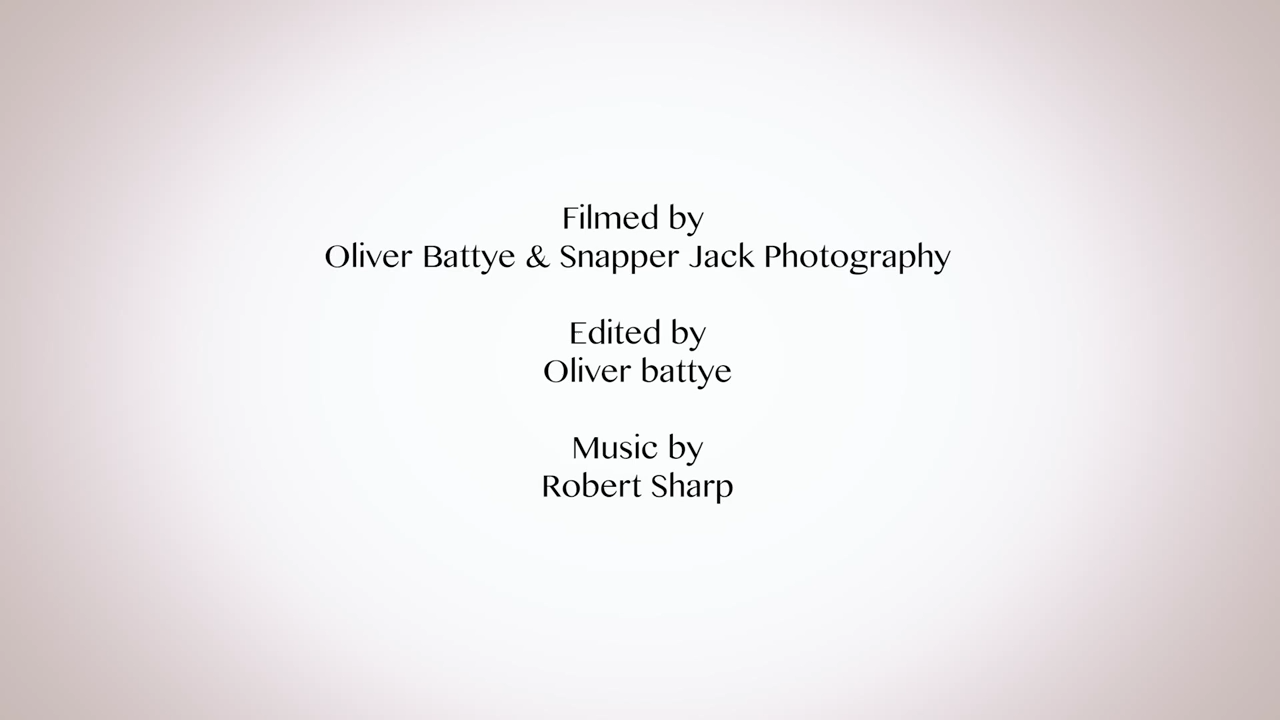 Filmed by
Oliver Battye & Snapper Jack Photography
Edited by
Oliver battye
Music by
Robert Sharp